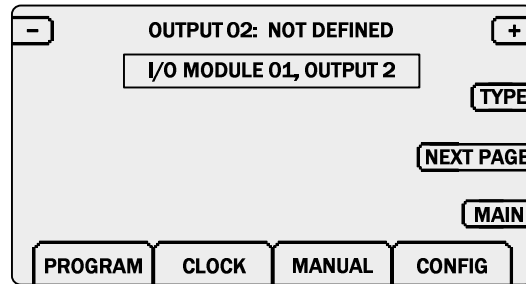 - OUTPUT 02: NOT DEFINED +
I/O MODULE 01, OUTPUT 2
TYPE
NEXT PAGE
MAIN
PROGRAM CLOCK MANUAL CONFIG